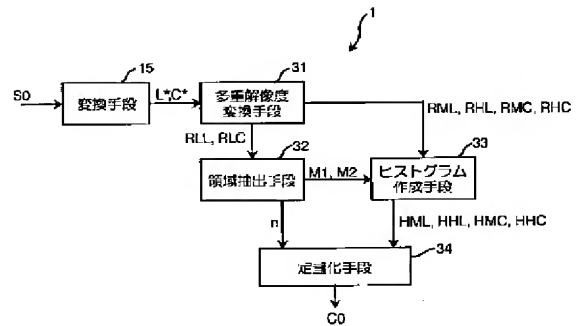 1
15
31
S0
変換手段
L*,C*
多重解像度
変換手段
RML, RHL, RMC, RHC
RLL, RLC
32
33
領域抽出手段
M1, M2
ヒストグラム
作成手段
n
HML, HHL, HMC, HHC
34
定量化手段
C0